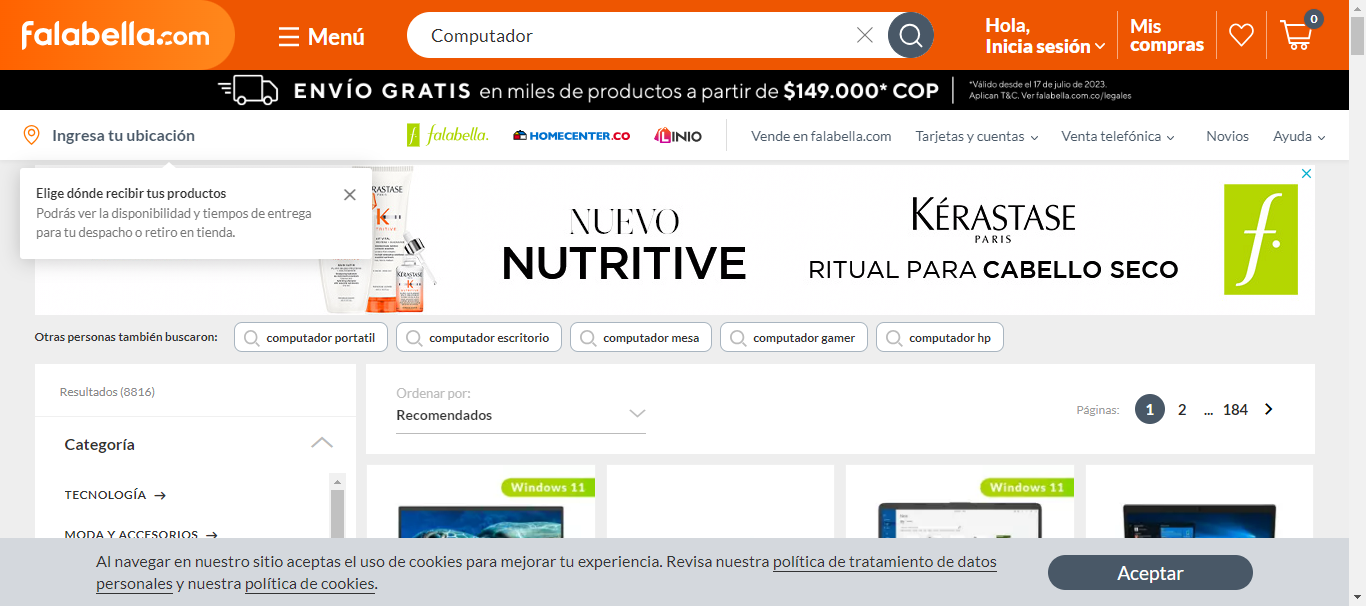 falabella.com
Menú
Computador
Hola,
Inicia sesión
Mis
compras
0
ENVÍO GRATIS en miles de productos a partir de $149.000* COP
*Válido desde el 17 de julio de 2023.
Aplican T&C. Ver falabella.com.co/legales
Ingresa tu ubicación
falabella.
HOMECENTER.CO
LINIO
Vende en falabella.com
Tarjetas y cuentas
Venta telefónica
Novios
Ayuda
Elige dónde recibir tus productos
Podrás ver la disponibilidad y tiempos de entrega
para tu despacho o retiro en tienda.
NUEVO
NUTRITIVE
KÉRASTASE
PARIS
RITUAL PARA CABELLO SECO
f.
Otras personas también buscaron:
computador portatil
computador escritorio
computador mesa
computador gamer
computador hp
Resultados (8816)
Ordenar por:
Recomendados
Páginas:
1
2
...
184
Categoría
TECNOLOGÍA
MODA Y ACCESORIOS
Windows 11
Windows 11
Al navegar en nuestro sitio aceptas el uso de cookies para mejorar tu experiencia. Revisa nuestra política de tratamiento de datos
personales y nuestra política de cookies.
Aceptar